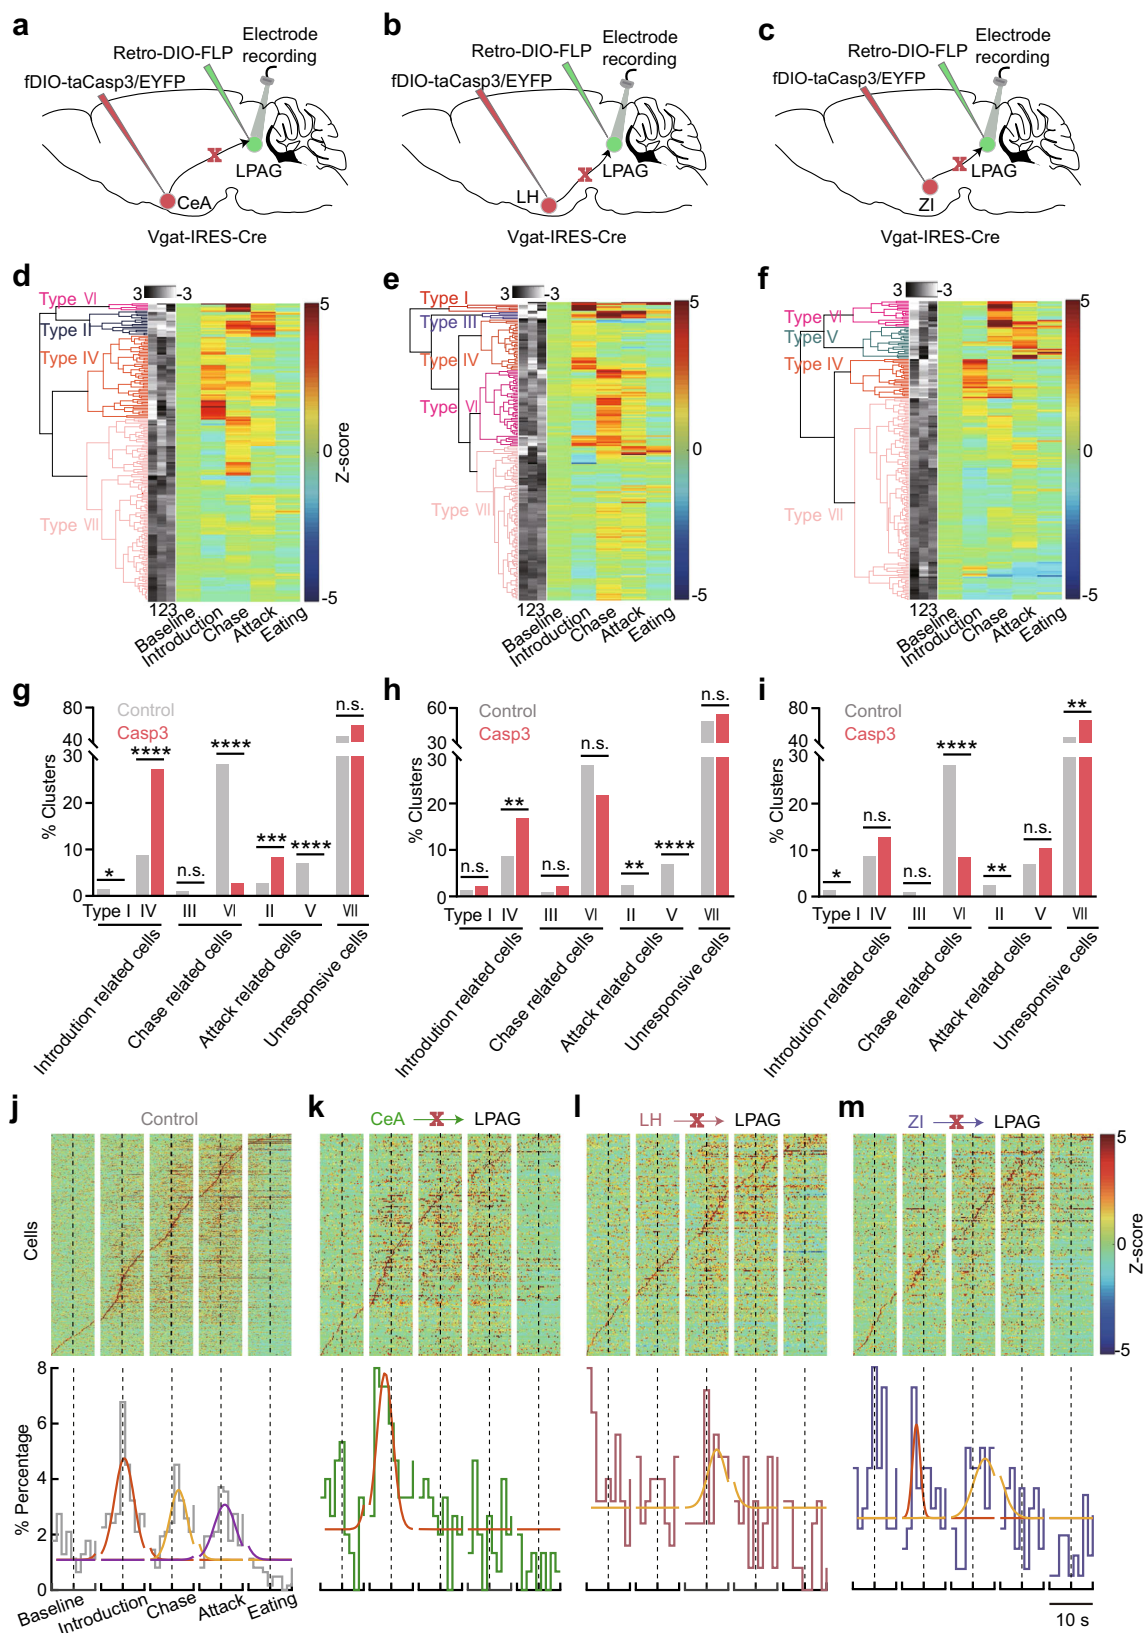 a
Retro-DIO-FLP
Electrode
recording
fDIO-taCasp3/EYFP
X
LPAG
CeA
Vgat-IRES-Cre
b
Retro-DIO-FLP
Electrode
recording
fDIO-taCasp3/EYFP
X
LPAG
LH
Vgat-IRES-Cre
c
Retro-DIO-FLP
Electrode
recording
fDIO-taCasp3/EYFP
X
LPAG
ZI
Vgat-IRES-Cre
d
3 -3
Type VI
Type II
Type IV
Type VII
123
Baseline
Introduction
Chase
Attack
Eating
5
0
-5
Z-score
e
3 -3
Type I
Type III
Type IV
Type VI
Type VII
123
Baseline
Introduction
Chase
Attack
Eating
5
0
-5
f
3 -3
Type VI
Type V
Type IV
Type VII
123
Baseline
Introduction
Chase
Attack
Eating
5
0
-5
g
% Clusters
80
40
30
20
10
0
Control
Casp3
* **** n.s. **** *** **** n.s.
Type I IV III VI II V VII
Introdution related cells
Chase related cells
Attack related cells
Unresponsive cells
h
% Clusters
60
30
30
20
10
0
Control
Casp3
n.s. ** n.s. n.s. ** **** n.s.
Type I IV III VI II V VII
Introdution related cells
Chase related cells
Attack related cells
Unresponsive cells
i
% Clusters
80
40
30
20
10
0
Control
Casp3
* n.s. n.s. **** ** n.s. **
Type I IV III VI II V VII
Introdution related cells
Chase related cells
Attack related cells
Unresponsive cells
j
Control
Cells
k
CeA X LPAG
l
LH X LPAG
m
ZI X LPAG
5
0
-5
Z-score
% Percentage
8
6
4
2
0
Baseline
Introduction
Chase
Attack
Eating
10 s